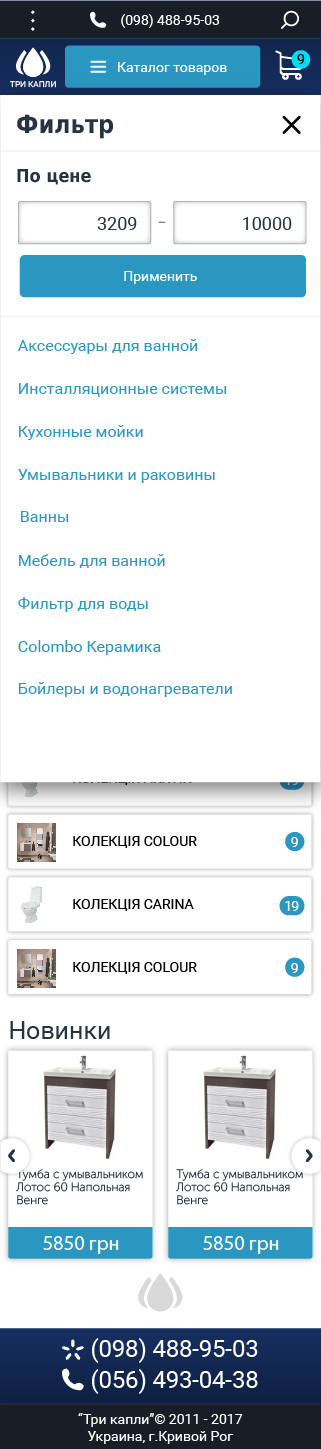 (098) 488-95-03
ТРИ КАПЛИ
Каталог товаров
9
Фильтр
По цене
3209 – 10000
Применить
Аксессуары для ванной
Инсталляционные системы
Кухонные мойки
Умывальники и раковины
Ванны
Мебель для ванной
Фильтр для воды
Colombo Керамика
Бойлеры и водонагреватели
КОЛЕКЦІЯ COLOUR 9
КОЛЕКЦІЯ CARINA 19
КОЛЕКЦІЯ COLOUR 9
Новинки
Тумба с умывальником
Лотос 60 Напольная
Венге
5850 грн
Тумба с умывальником
Лотос 60 Напольная
Венге
5850 грн
(098) 488-95-03
(056) 493-04-38
“Три капли”© 2011 - 2017
Украина, г.Кривой Рог